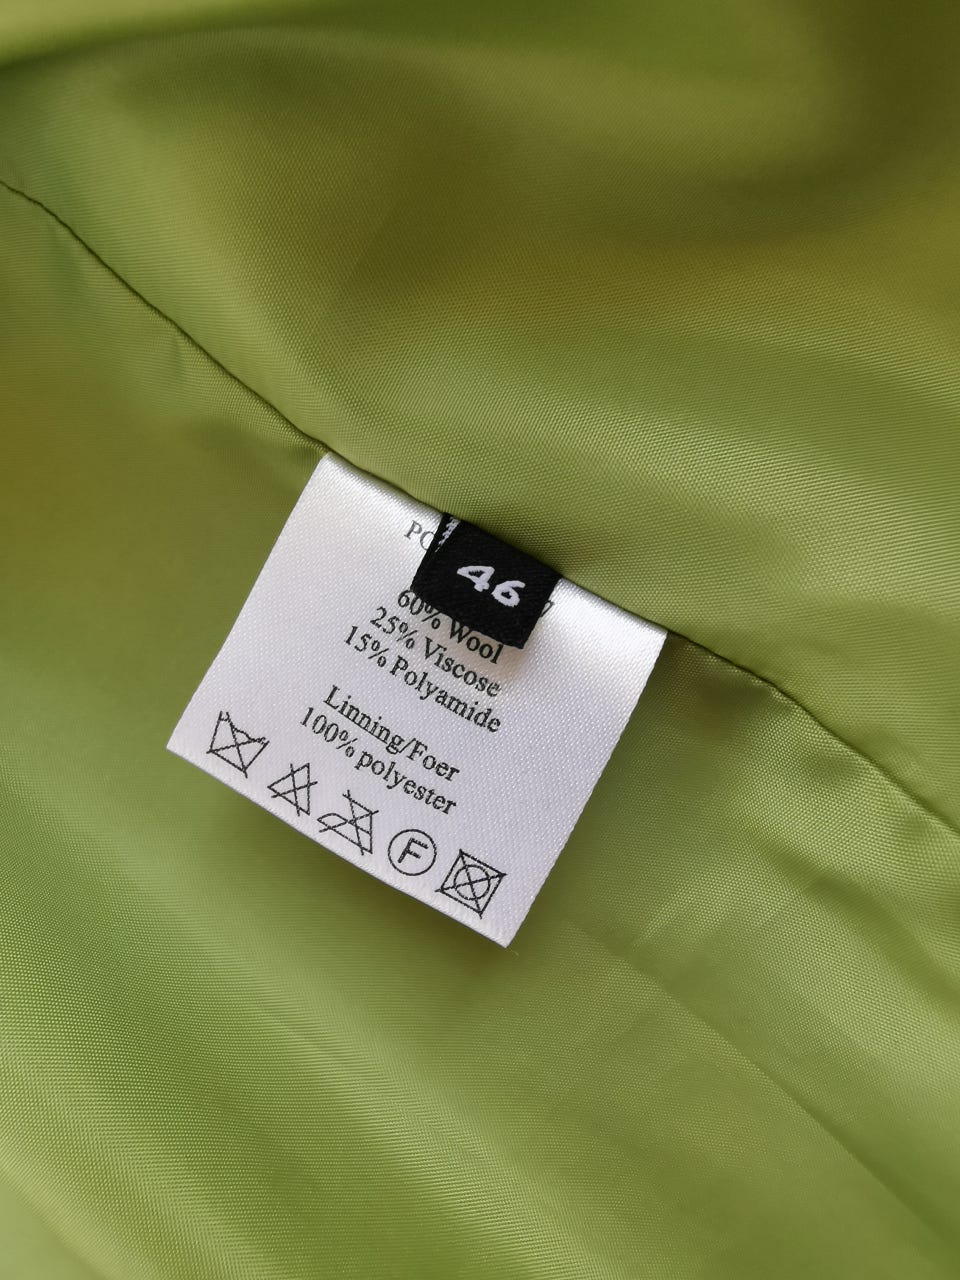 46
60% Wool
25% Viscose
15% Polyamide
Linning/Foer
100% polyester
F